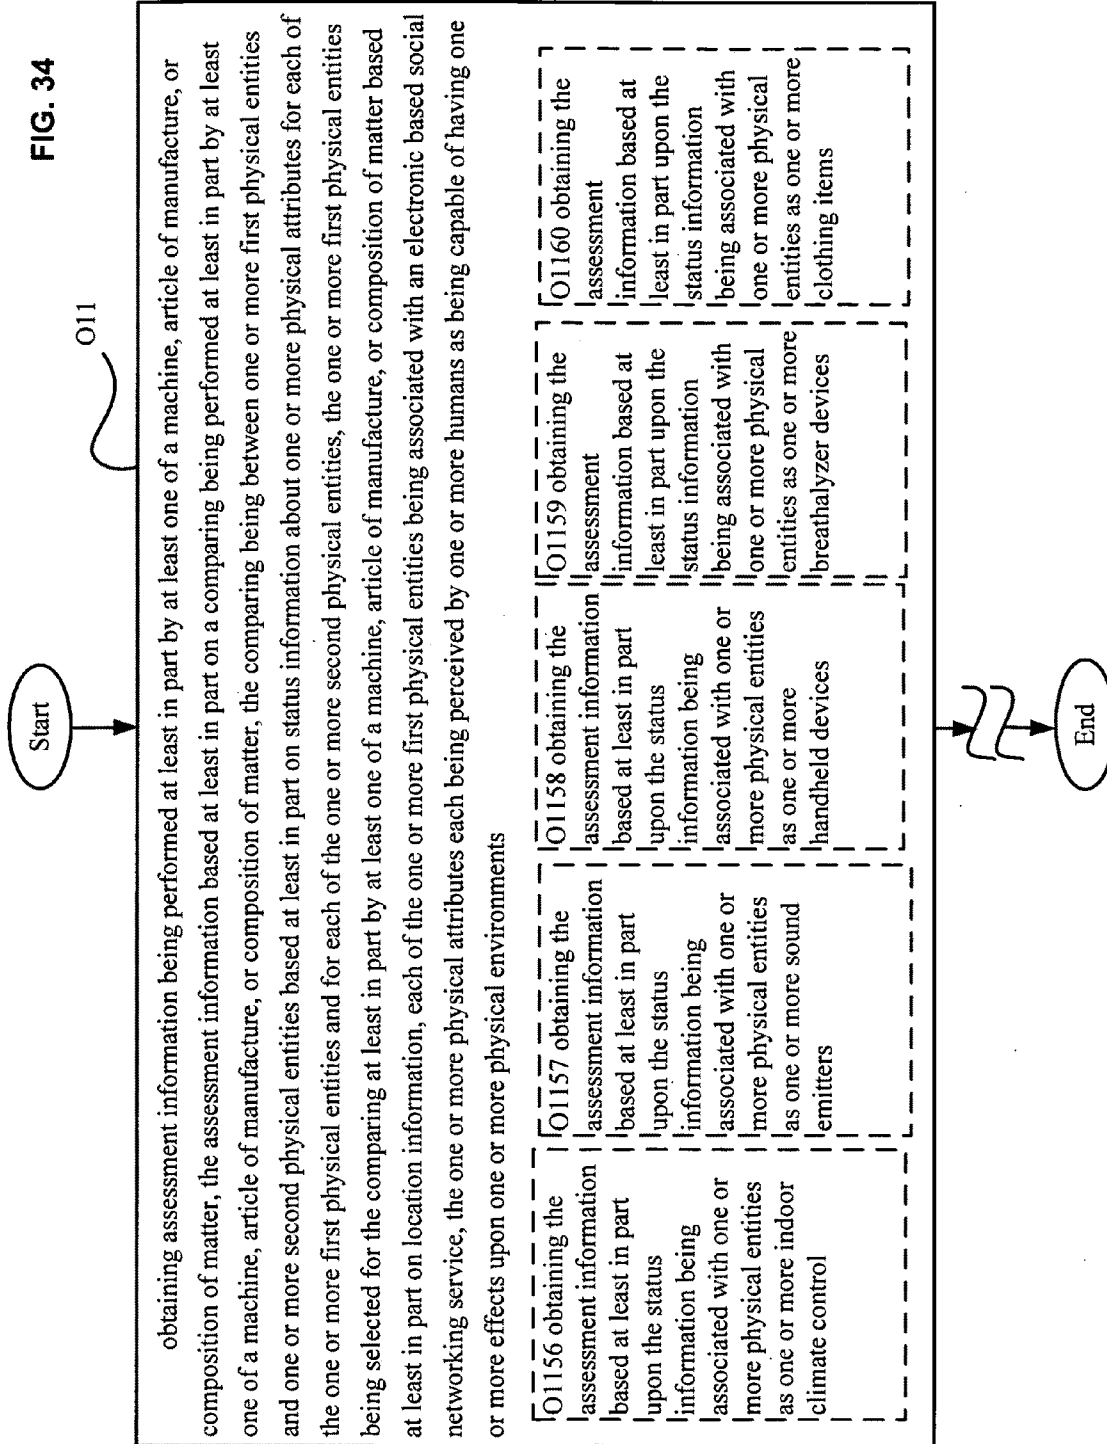 FIG. 34
Start
O11
obtaining assessment information being performed at least in part by at least one of a machine, article of manufacture, or
composition of matter, the assessment information based at least in part on a comparing being performed at least in part by at least
one of a machine, article of manufacture, or composition of matter, the comparing being between one or more first physical entities
and one or more second physical entities based at least in part on status information about one or more physical attributes for each of
the one or more first physical entities and for each of the one or more second physical entities, the one or more first physical entities
being selected for the comparing at least in part by at least one of a machine, article of manufacture, or composition of matter based
at least in part on location information, each of the one or more first physical entities being associated with an electronic based social
networking service, the one or more physical attributes each being perceived by one or more humans as being capable of having one
or more effects upon one or more physical environments
O1156 obtaining the
assessment information
based at least in part
upon the status
information being
associated with one or
more physical entities
as one or more indoor
climate control
O1157 obtaining the
assessment information
based at least in part
upon the status
information being
associated with one or
more physical entities
as one or more sound
emitters
O1158 obtaining the
assessment information
based at least in part
upon the status
information being
associated with one or
more physical entities
as one or more
handheld devices
O1159 obtaining the
assessment
information based at
least in part upon the
status information
being associated with
one or more physical
entities as one or more
breathalyzer devices
O1160 obtaining the
assessment
information based at
least in part upon the
status information
being associated with
one or more physical
entities as one or more
clothing items
End